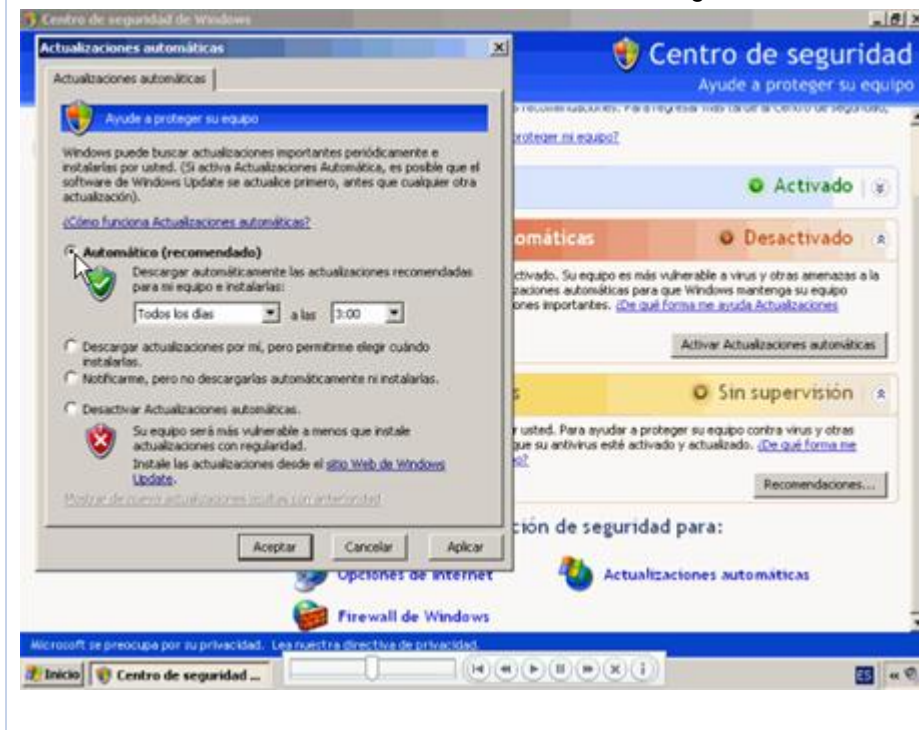 Centro de seguridad de Windows
Actualizaciones automáticas
Centro de seguridad
Ayude a proteger su equipo
Actualizaciones automáticas
Ayude a proteger su equipo
Windows puede buscar actualizaciones importantes periódicamente e
instalarlas por usted. (Si activa Actualizaciones Automática, es posible que el
software de Windows Update se actualice primero, antes que cualquier otra
actualización).
¿Cómo funciona Actualizaciones automáticas?
Automático (recomendado)
Descargar automáticamente las actualizaciones recomendadas
para mi equipo e instalarlas:
Todos los días a las 3:00
Descargar actualizaciones por mí, pero permitirme elegir cuándo
instalarlas.
Notificarme, pero no descargarlas automáticamente ni instalarlas.
Desactivar Actualizaciones automáticas.
Su equipo será más vulnerable a menos que instale
actualizaciones con regularidad.
Instale las actualizaciones desde el sitio Web de Windows
Update.
Mostrar de nuevo actualizaciones ocultas con anterioridad
Aceptar Cancelar Aplicar
proteger mi equipo?
Activado
omáticas Desactivado
ctivado. Su equipo es más vulnerable a virus y otras amenazas a la
zaciones automáticas para que Windows mantenga su equipo
ones importantes. ¿De qué forma me ayuda Actualizaciones
Activar Actualizaciones automáticas
s Sin supervisión
r usted. Para ayudar a proteger su equipo contra virus y otras
que su antivirus esté activado y actualizado. ¿De qué forma me
Recomendaciones...
ción de seguridad para:
Opciones de Internet Actualizaciones automáticas
Firewall de Windows
Microsoft se preocupa por su privacidad. Lea nuestra directiva de privacidad.
Inicio Centro de seguridad ... ES